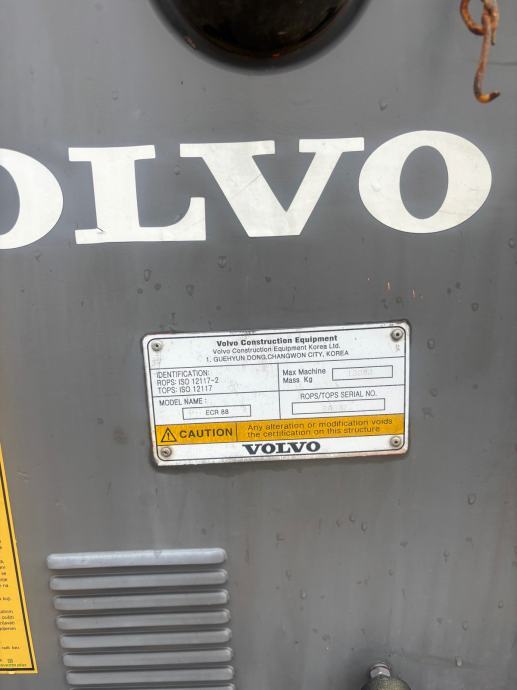 OLVO
Volvo Construction Equipment
Volvo Construction Equipment Korea Ltd.
1, GUEHYUN DONG,CHANGWON CITY, KOREA
IDENTIFICATION:
ROPS: ISO 12117-2
TOPS: ISO 12117
Max Machine
Mass Kg
MODEL NAME :
ECR 88
ROPS/TOPS SERIAL NO.
CAUTION
Any alteration or modification voids
the certification on this structure
VOLVO